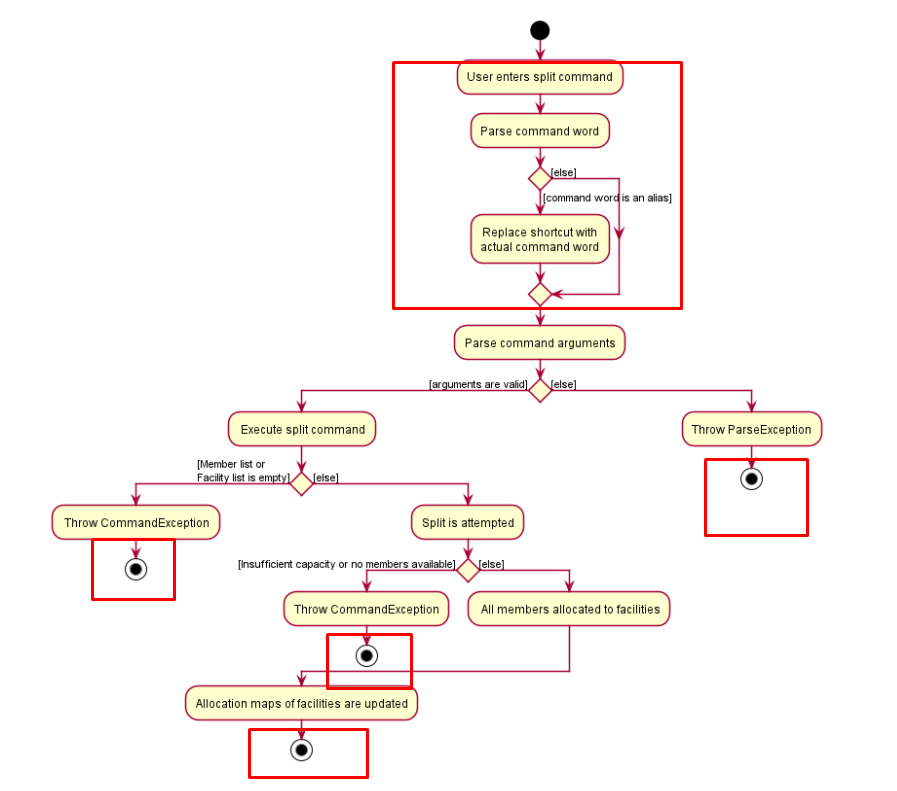 User enters split command
Parse command word
[else]
[command word is an alias]
Replace shortcut with
actual command word
Parse command arguments
[arguments are valid]
[else]
Execute split command
Throw ParseException
[Member list or
Facility list is empty]
[else]
Throw CommandException
Split is attempted
[Insufficient capacity or no members available]
[else]
Throw CommandException
All members allocated to facilities
Allocation maps of facilities are updated